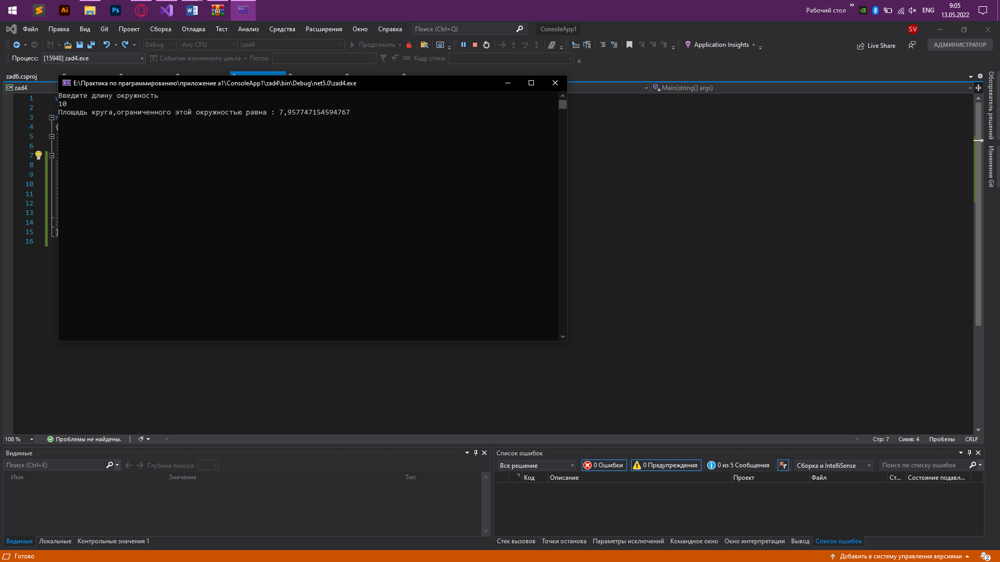 Рабочий стол
ENG
9:05
13.05.2022
Файл Правка Вид Git Проект Сборка Отладка Тест Анализ Средства Расширения Окно Справка Поиск (Ctrl+Q) ConsoleApp1 SV
Debug Any CPU zad4 Продолжить Application Insights Live Share АДМИНИСТРАТОР
Процесс: [15948] zad4.exe События жизненного цикла Поток: Кадр стека:
zad6.csproj
zad4
Main(string[] args)
E:\Практика по праграммированию\приложение а1\ConsoleApp1\zad4\bin\Debug\net5.0\zad4.exe
Введите длину окружность
10
Площадь круга,ограниченного этой окружностью равна : 7,957747154594767
1
2
3
4 {
5
6
7
8
9
10
11
12
13
14
15 }
16
Обозреватель решений
Изменения Git
108 % Проблемы не найдены. Стр: 7 Симв: 4 Пробелы CRLF
Видимые
Поиск (Ctrl+E) Глубина поиска:
Имя Значение Тип
Видимые Локальные Контрольные значения 1
Список ошибок
Все решение 0 Ошибки 0 Предупреждения 0 из 5 Сообщения Сборка и IntelliSense Поиск по списку ошибок
Код Описание Проект Файл Ст... Состояние подавл...
Стек вызовов Точки останова Параметры исключений Командное окно Окно интерпретации Вывод Список ошибок
Готово
Добавить в систему управления версиями 2